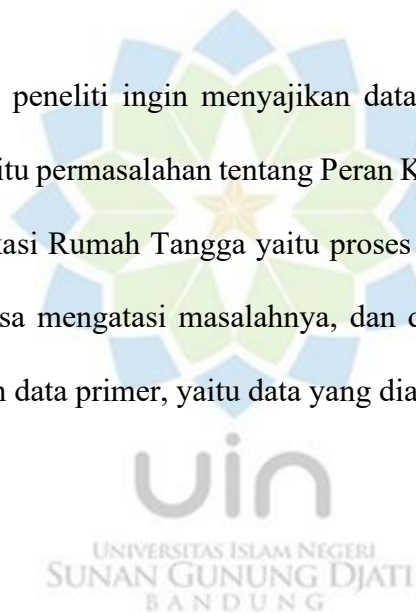 peneliti ingin menyajikan data
itu permasalahan tentang Peran K
kasi Rumah Tangga yaitu proses
sa mengatasi masalahnya, dan d
n data primer, yaitu data yang dia
uin
UNIVERSITAS ISLAM NEGERI
SUNAN GUNUNG DJATI
BANDUNG